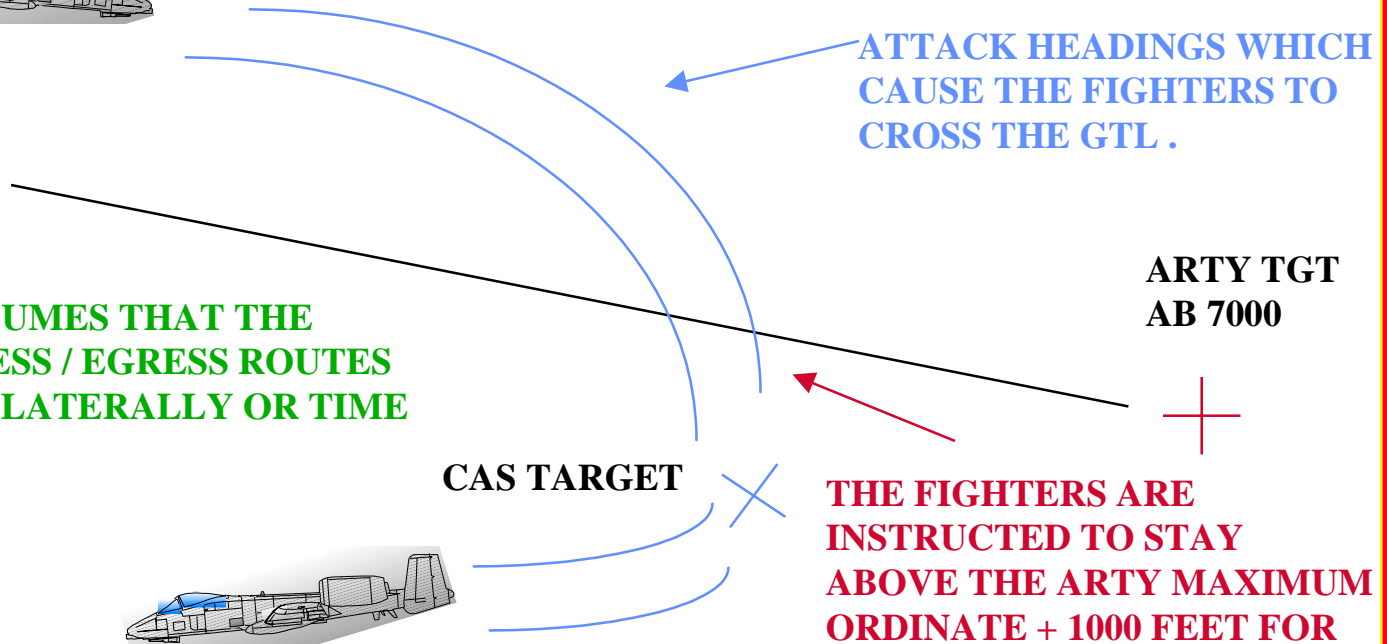 ATTACK HEADINGS WHICH
CAUSE THE FIGHTERS TO
CROSS THE GTL .
ARTY TGT
AB 7000
UMES THAT THE
ESS / EGRESS ROUTES
LATERALLY OR TIME
CAS TARGET
THE FIGHTERS ARE
INSTRUCTED TO STAY
ABOVE THE ARTY MAXIMUM
ORDINATE + 1000 FEET FOR